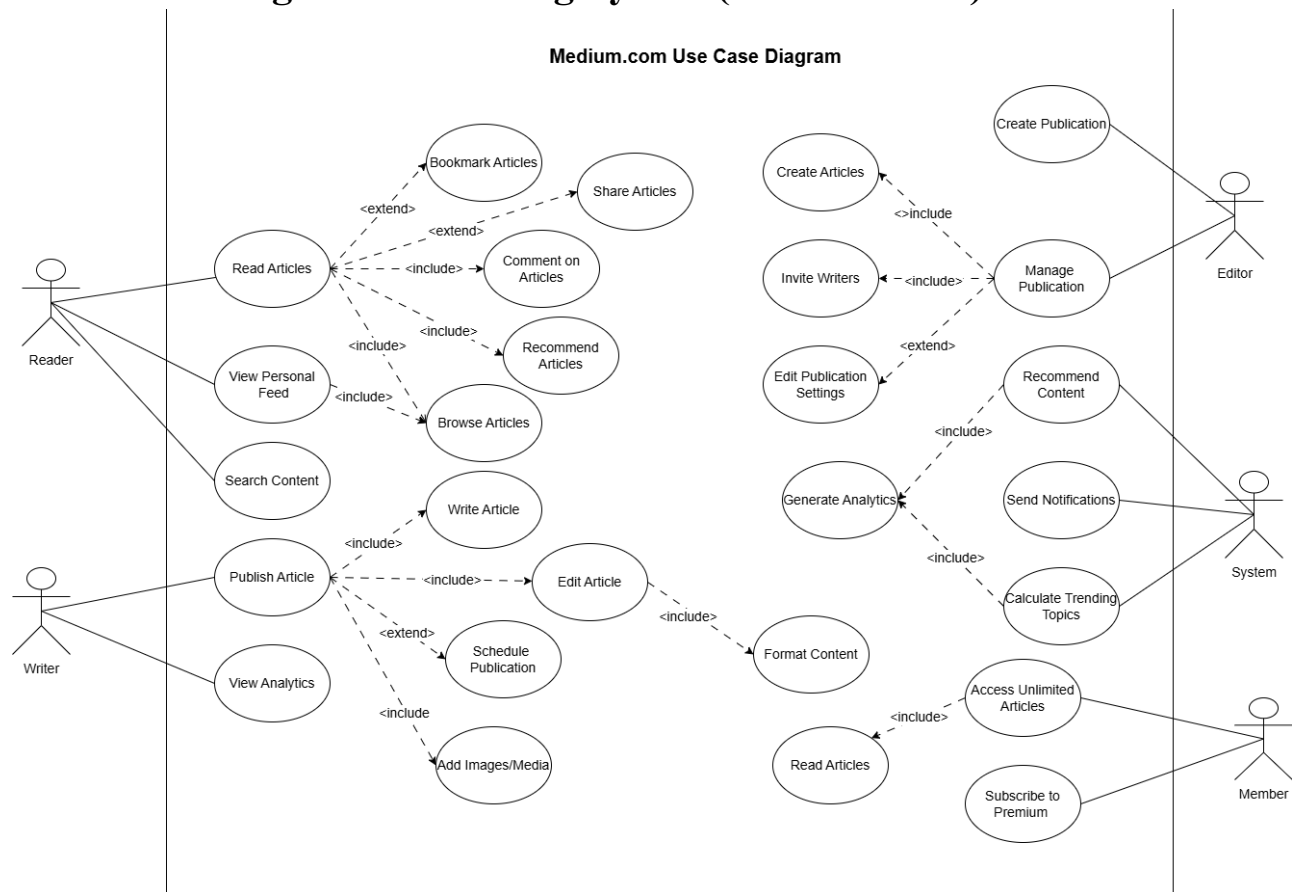 Medium.com Use Case Diagram
Bookmark Articles
Share Articles
<extend>
<extend>
Read Articles
<include>
Comment on
Articles
Reader
<include>
Recommend
Articles
<include>
View Personal
Feed
<include>
Browse Articles
Search Content
Write Article
<include>
Publish Article
<include>
Edit Article
<include>
Format Content
Writer
<extend>
Schedule
Publication
View Analytics
<include
Add Images/Media
Create Publication
Create Articles
<>include
Editor
Invite Writers
<include>
Manage
Publication
<extend>
Edit Publication
Settings
Recommend
Content
<include>
Generate Analytics
Send Notifications
<include>
System
Calculate Trending
Topics
Access Unlimited
Articles
<include>
Read Articles
Subscribe to
Premium
Member